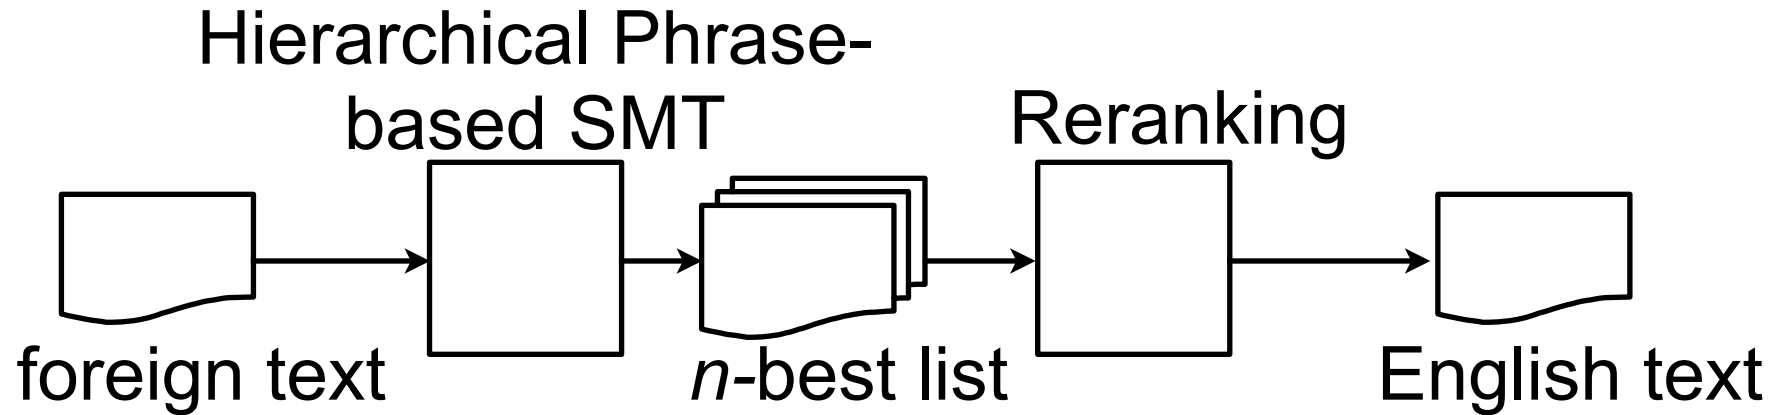 Hierarchical Phrase-
based SMT
Reranking
foreign text
n-best list
English text